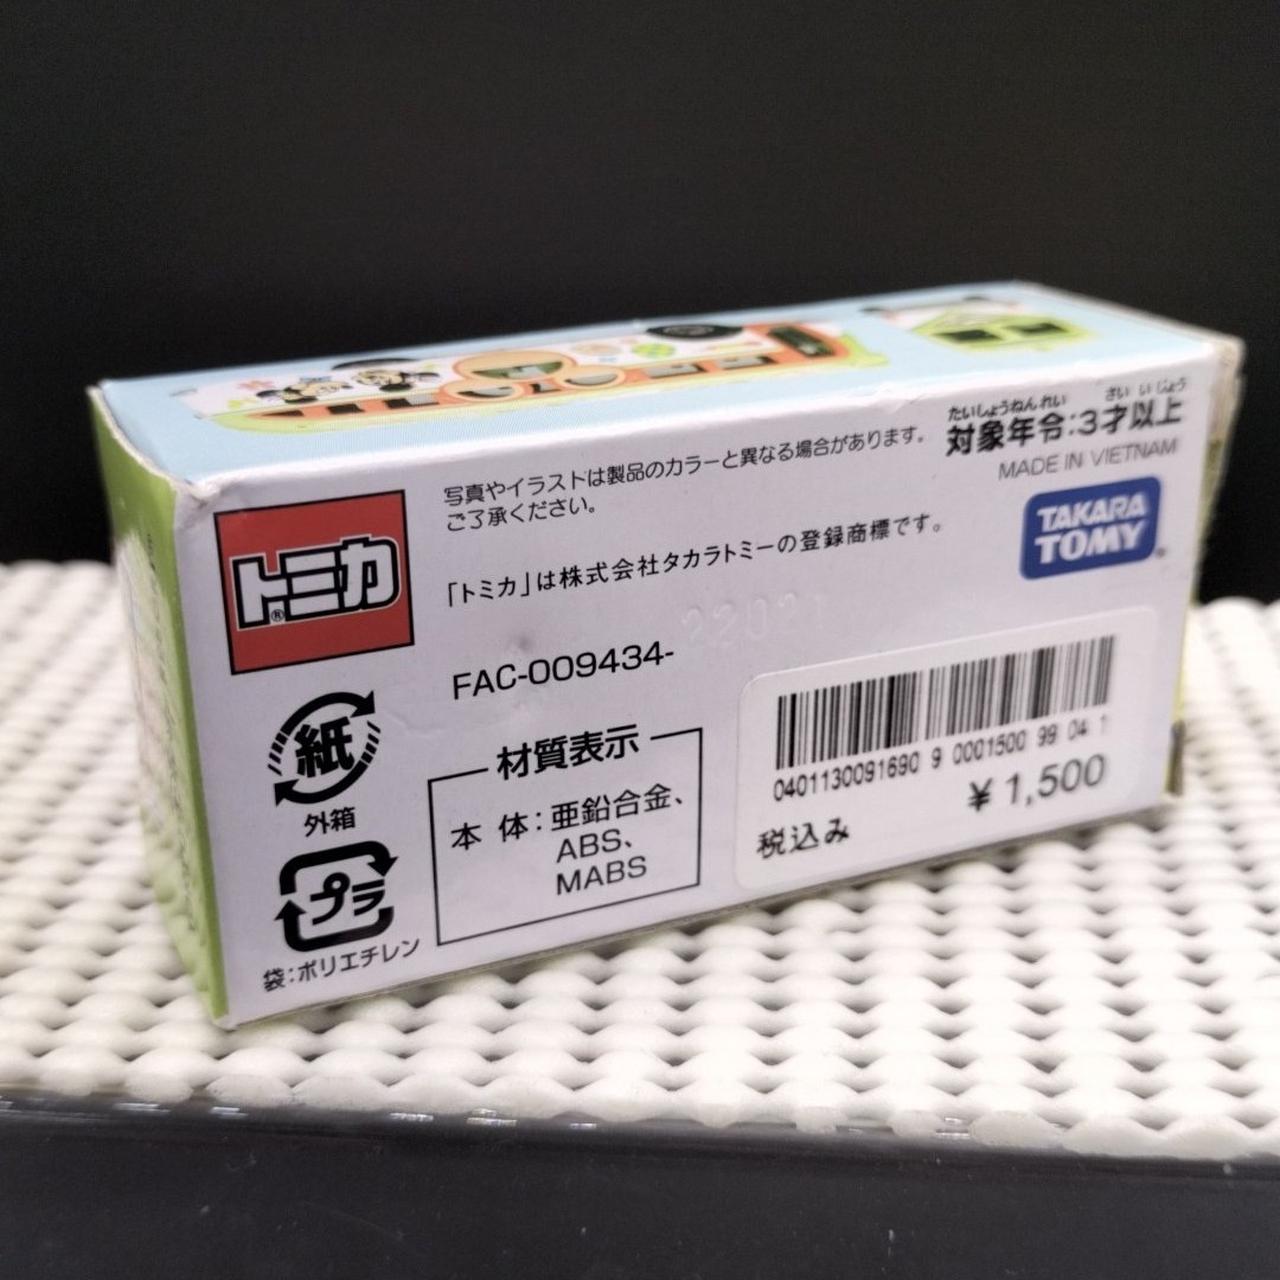 たいしょうねんれい さい いじょう
対象年令:3才以上
MADE IN VIETNAM
TAKARA
TOMY
写真やイラストは製品のカラーと異なる場合があります。
ご了承ください。
「トミカ」は株式会社タカラトミーの登録商標です。
トミカ®
22021
FAC-009434-
紙
外箱
プラ
袋:ポリエチレン
材質表示
本 体:亜鉛合金、
ABS、
MABS
0401130091690 9 0001500 99 04 1
¥1,500
税込み